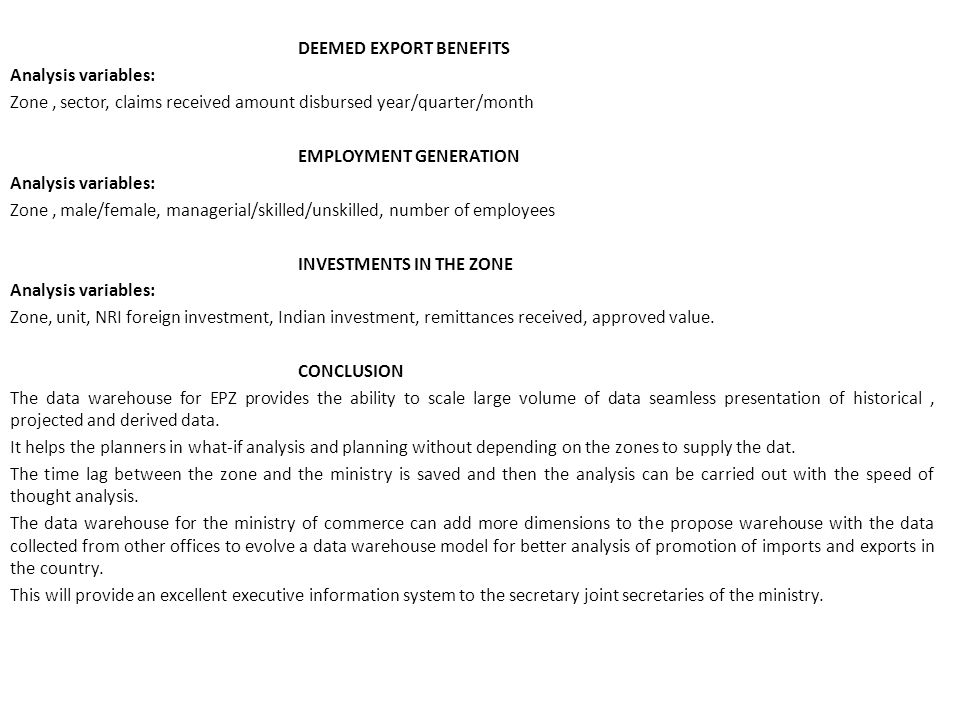 DEEMED EXPORT BENEFITS
Analysis variables:
Zone , sector, claims received amount disbursed year/quarter/month
EMPLOYMENT GENERATION
Analysis variables:
Zone , male/female, managerial/skilled/unskilled, number of employees
INVESTMENTS IN THE ZONE
Analysis variables:
Zone, unit, NRI foreign investment, Indian investment, remittances received, approved value.
CONCLUSION
The data warehouse for EPZ provides the ability to scale large volume of data seamless presentation of historical ,
projected and derived data.
It helps the planners in what-if analysis and planning without depending on the zones to supply the dat.
The time lag between the zone and the ministry is saved and then the analysis can be carried out with the speed of
thought analysis.
The data warehouse for the ministry of commerce can add more dimensions to the propose warehouse with the data
collected from other offices to evolve a data warehouse model for better analysis of promotion of imports and exports in
the country.
This will provide an excellent executive information system to the secretary joint secretaries of the ministry.